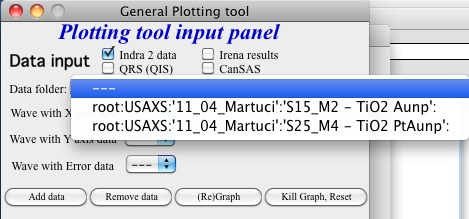 General Plotting tool
Plotting tool input panel
Data input
Indra 2 data
Irena results
QRS (QIS)
CanSAS
Data folder:
---
root:USAXS:'11_04_Martuci':'S15_M2 - TiO2 Aunp':
root:USAXS:'11_04_Martuci':'S25_M4 - TiO2 PtAunp':
Wave with X
Wave with Y axis data
Wave with Error data
---
Add data
Remove data
(Re)Graph
Kill Graph, Reset